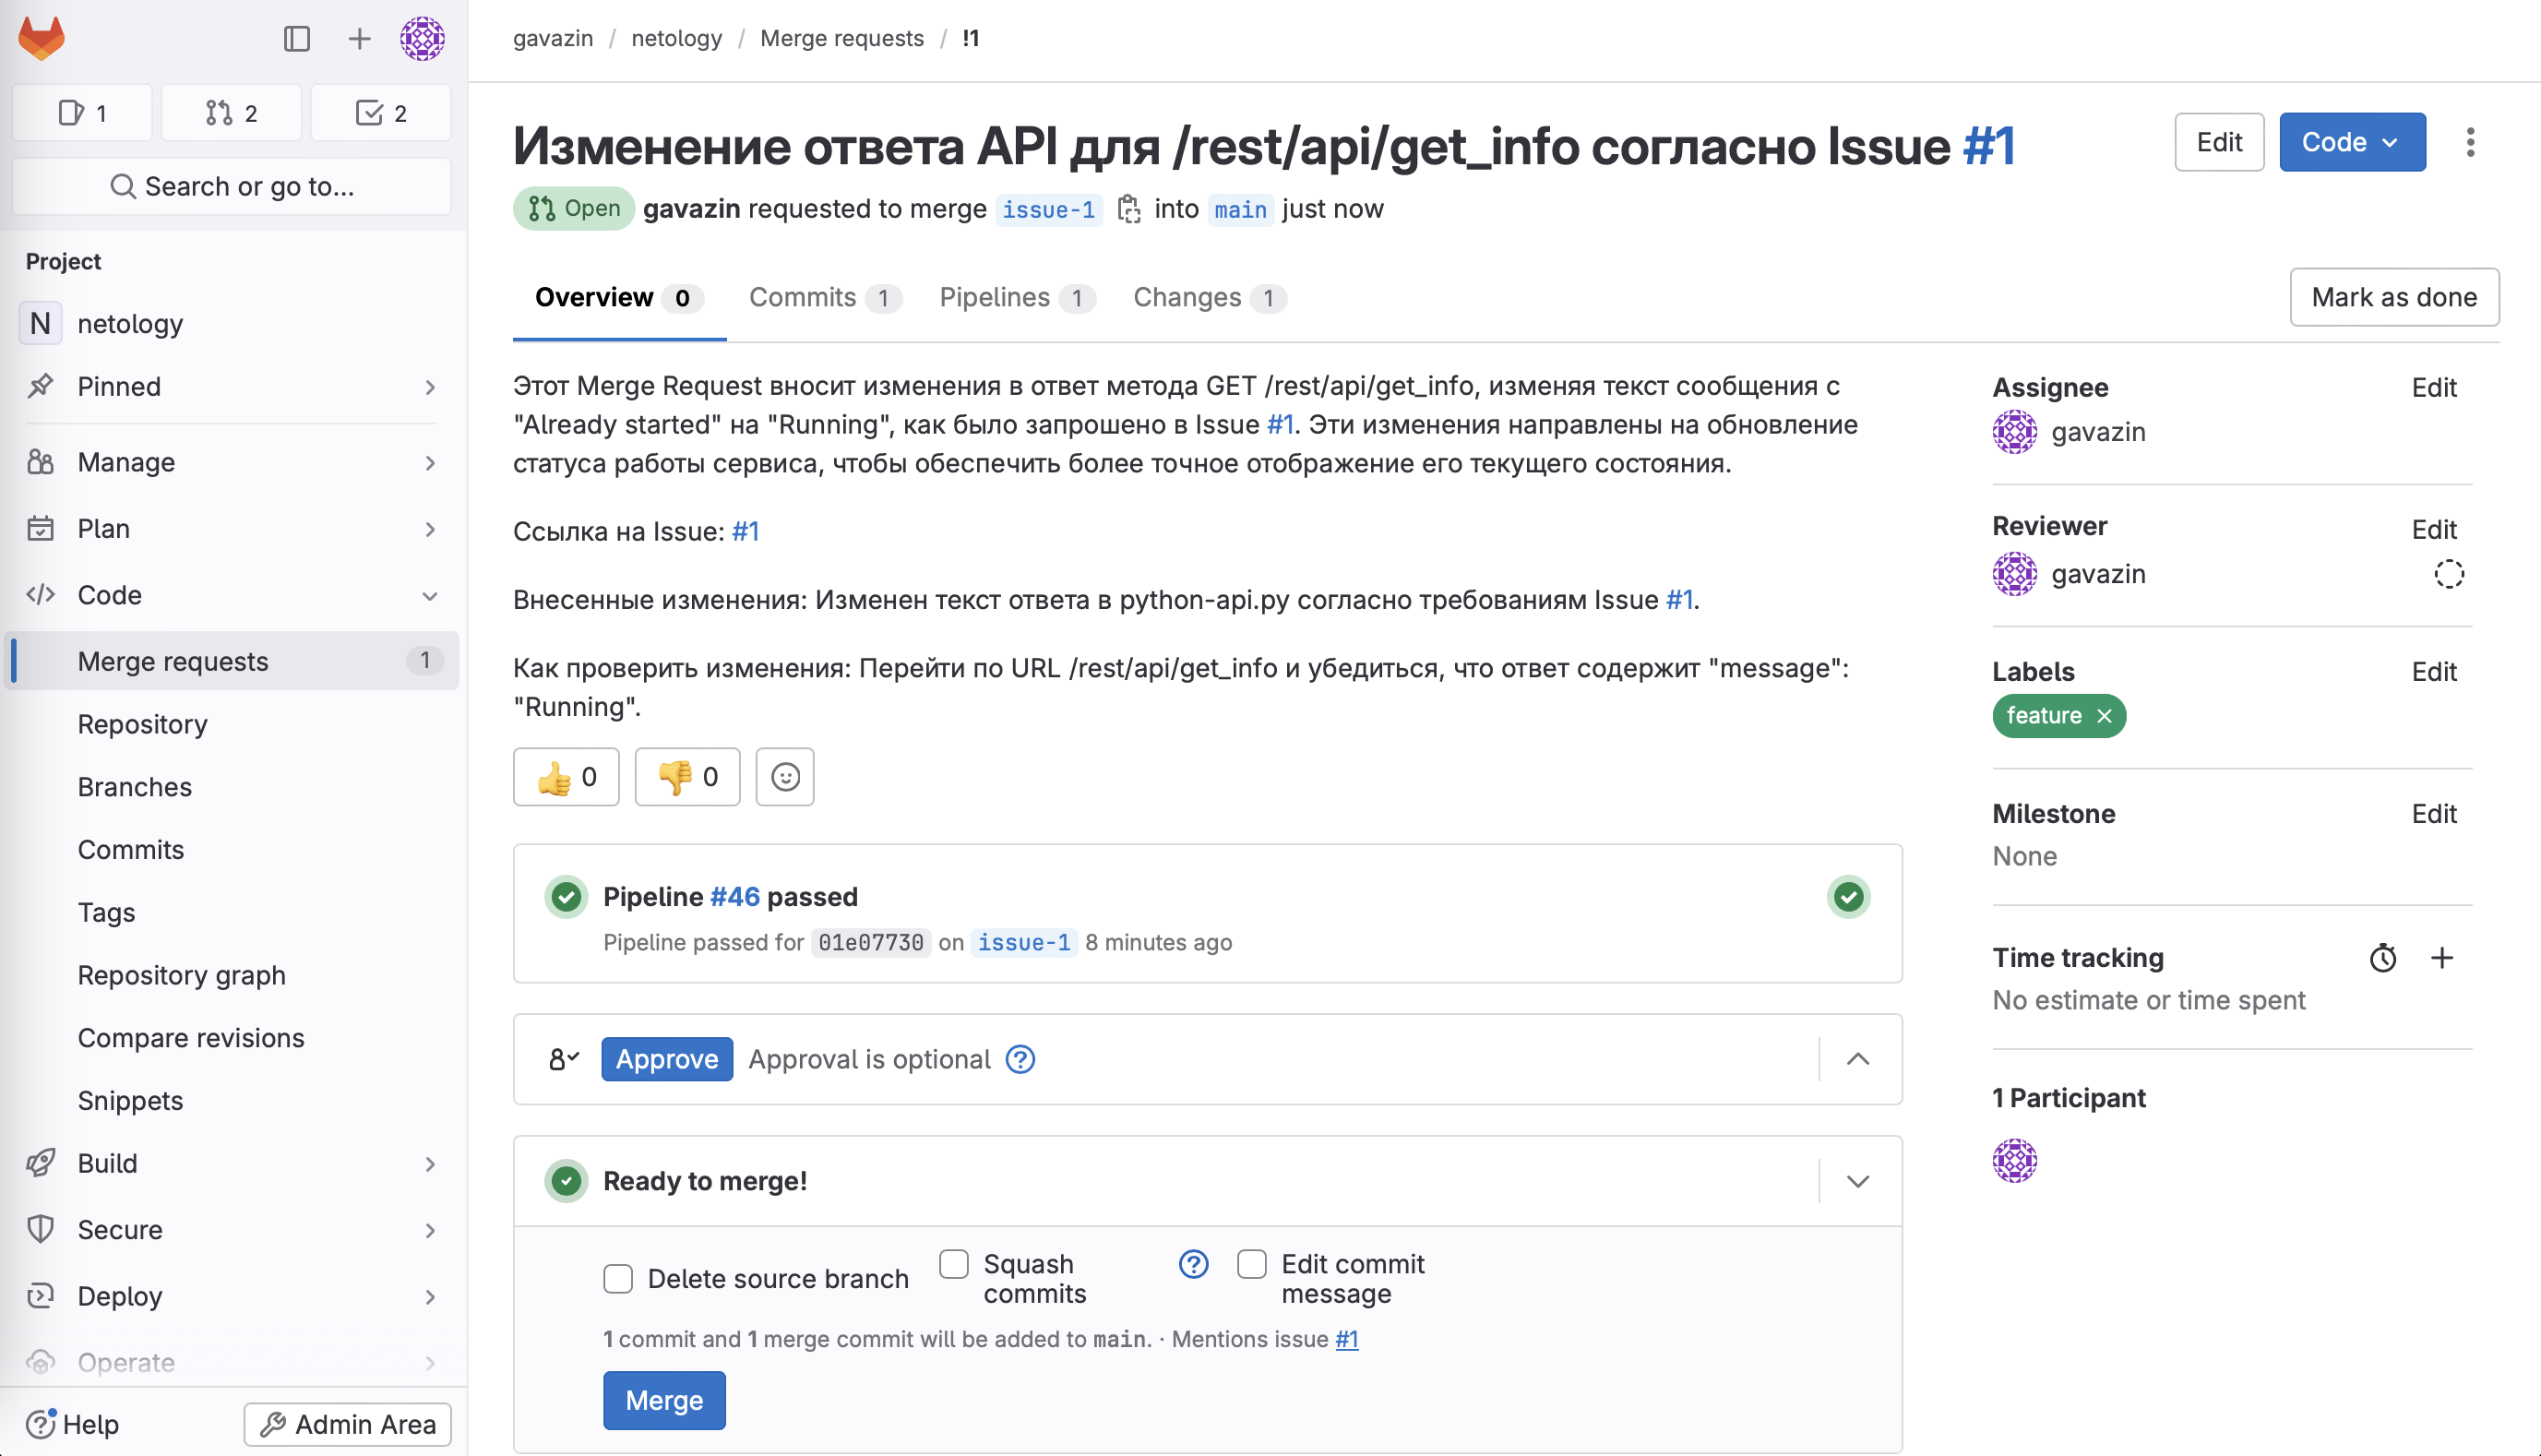 gavazin / netology / Merge requests / !1
1
2
2
Search or go to...
Project
N netology
Pinned
Manage
Plan
Code
Merge requests 1
Repository
Branches
Commits
Tags
Repository graph
Compare revisions
Snippets
Build
Secure
Deploy
Operate
Help
Admin Area
Изменение ответа API для /rest/api/get_info согласно Issue #1
Edit
Code
Open gavazin requested to merge issue-1 into main just now
Overview 0 Commits 1 Pipelines 1 Changes 1
Mark as done
Этот Merge Request вносит изменения в ответ метода GET /rest/api/get_info, изменяя текст сообщения с
"Already started" на "Running", как было запрошено в Issue #1. Эти изменения направлены на обновление
статуса работы сервиса, чтобы обеспечить более точное отображение его текущего состояния.
Ссылка на Issue: #1
Внесенные изменения: Изменен текст ответа в python-api.py согласно требованиям Issue #1.
Как проверить изменения: Перейти по URL /rest/api/get_info и убедиться, что ответ содержит "message":
"Running".
👍 0 👎 0
Pipeline #46 passed
Pipeline passed for 01e07730 on issue-1 8 minutes ago
Approve Approval is optional
Ready to merge!
Delete source branch
Squash
commits
Edit commit
message
1 commit and 1 merge commit will be added to main. · Mentions issue #1
Merge
Assignee Edit
gavazin
Reviewer Edit
gavazin
Labels Edit
feature
Milestone Edit
None
Time tracking
No estimate or time spent
1 Participant